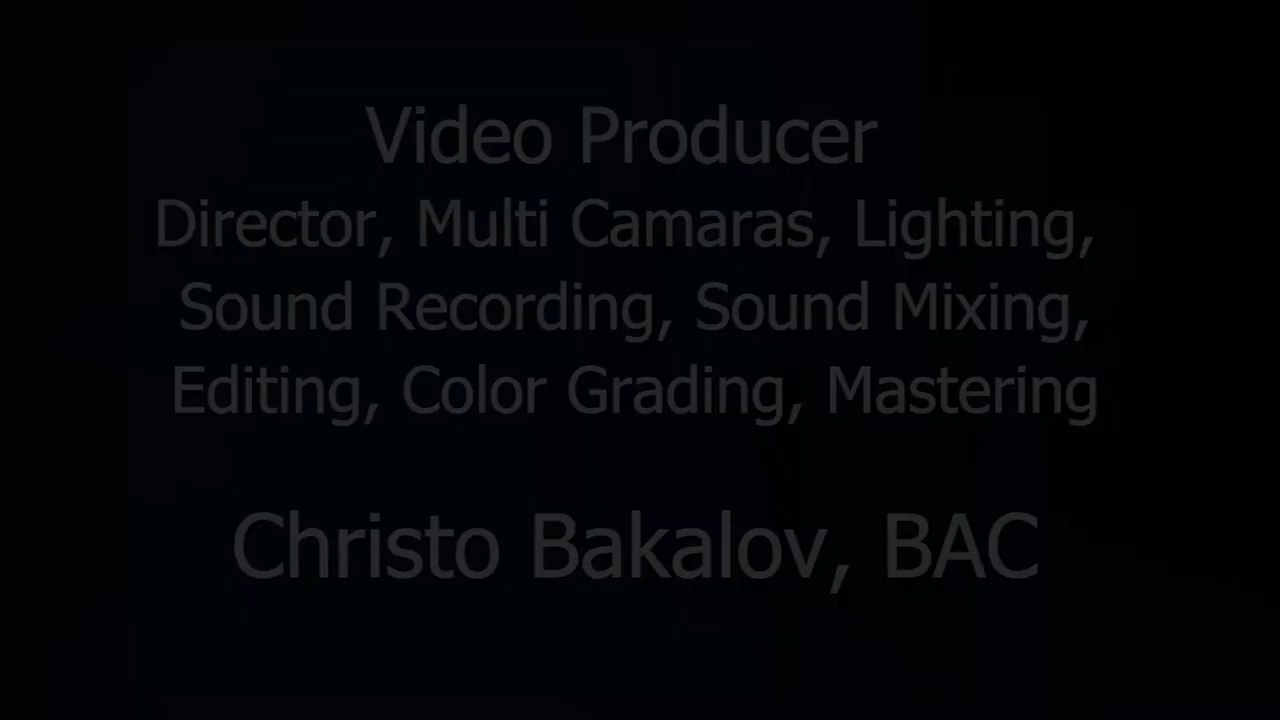 Video Producer
Director, Multi Camaras, Lighting,
Sound Recording, Sound Mixing,
Editing, Color Grading, Mastering
Christo Bakalov, BAC